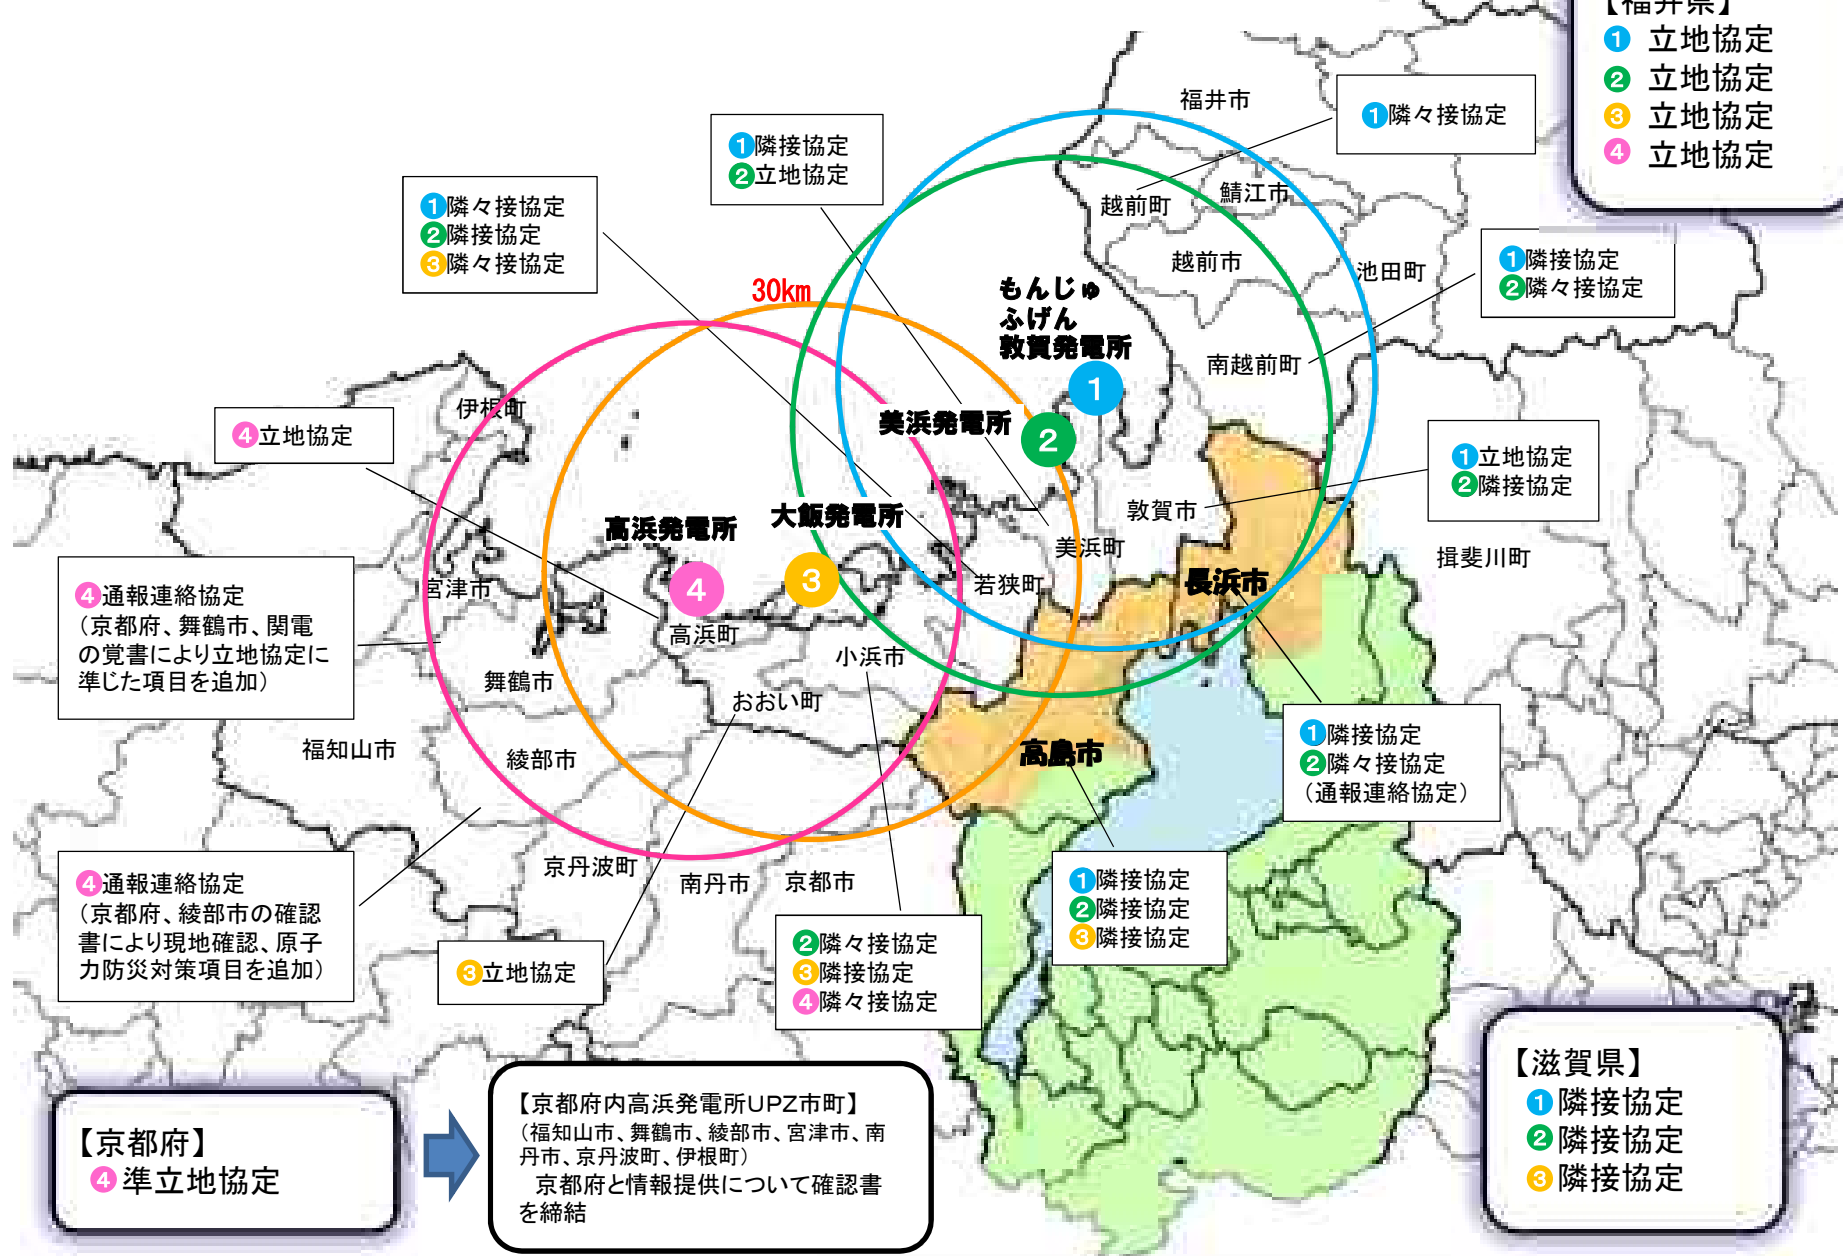 【福井県】
❶ 立地協定
❷ 立地協定
❸ 立地協定
❹ 立地協定
福井市
❶隣々接協定
❶隣接協定
❷立地協定
❶隣々接協定
❷隣接協定
❸隣々接協定
越前町
鯖江市
越前市
池田町
❶隣接協定
❷隣々接協定
30km
もんじゅ
ふげん
敦賀発電所
1
南越前町
伊根町
❹立地協定
美浜発電所
2
❶立地協定
❷隣接協定
敦賀市
美浜町
揖斐川町
高浜発電所
4
大飯発電所
3
若狭町
長浜市
宮津市
❹通報連絡協定
（京都府、舞鶴市、関電
の覚書により立地協定に
準じた項目を追加）
高浜町
小浜市
舞鶴市
おおい町
福知山市
綾部市
高島市
❶隣接協定
❷隣々接協定
（通報連絡協定）
❹通報連絡協定
（京都府、綾部市の確認
書により現地確認、原子
力防災対策項目を追加）
京丹波町
南丹市
京都市
❶隣接協定
❷隣接協定
❸隣接協定
❸立地協定
❷隣々接協定
❸隣接協定
❹隣々接協定
【京都府】
❹準立地協定
【京都府内高浜発電所UPZ市町】
（福知山市、舞鶴市、綾部市、宮津市、南
丹市、京丹波町、伊根町）
京都府と情報提供について確認書
を締結
【滋賀県】
❶隣接協定
❷隣接協定
❸隣接協定